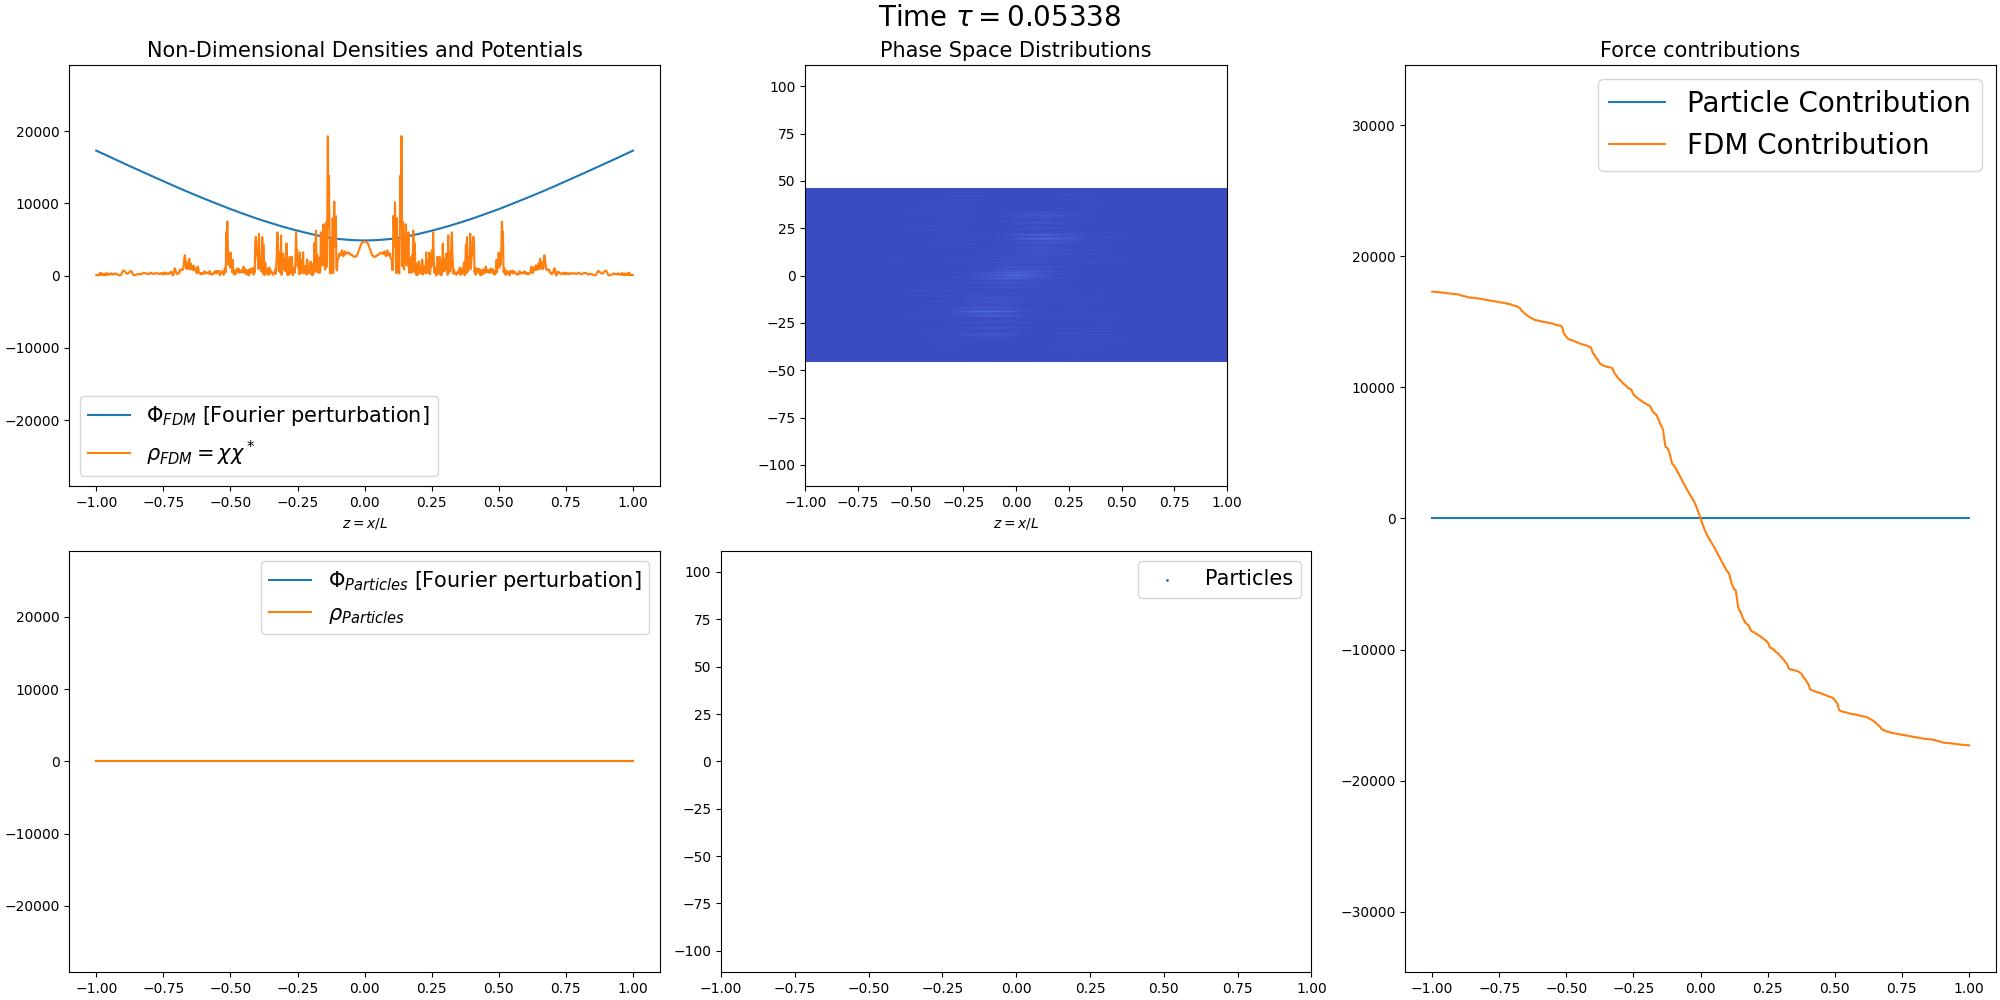 Time τ = 0.05338
Non-Dimensional Densities and Potentials
20000
10000
0
−10000
−20000
Φ_FDM [Fourier perturbation]
ρ_FDM = χχ*
−1.00 −0.75 −0.50 −0.25 0.00 0.25 0.50 0.75 1.00
z = x/L
Phase Space Distributions
100
75
50
25
0
−25
−50
−75
−100
−1.00 −0.75 −0.50 −0.25 0.00 0.25 0.50 0.75 1.00
z = x/L
Force contributions
Particle Contribution
FDM Contribution
30000
20000
10000
0
−10000
−20000
−30000
−1.00 −0.75 −0.50 −0.25 0.00 0.25 0.50 0.75 1.00
Φ_Particles [Fourier perturbation]
ρ_Particles
20000
10000
0
−10000
−20000
−1.00 −0.75 −0.50 −0.25 0.00 0.25 0.50 0.75 1.00
Particles
100
75
50
25
0
−25
−50
−75
−100
−1.00 −0.75 −0.50 −0.25 0.00 0.25 0.50 0.75 1.00